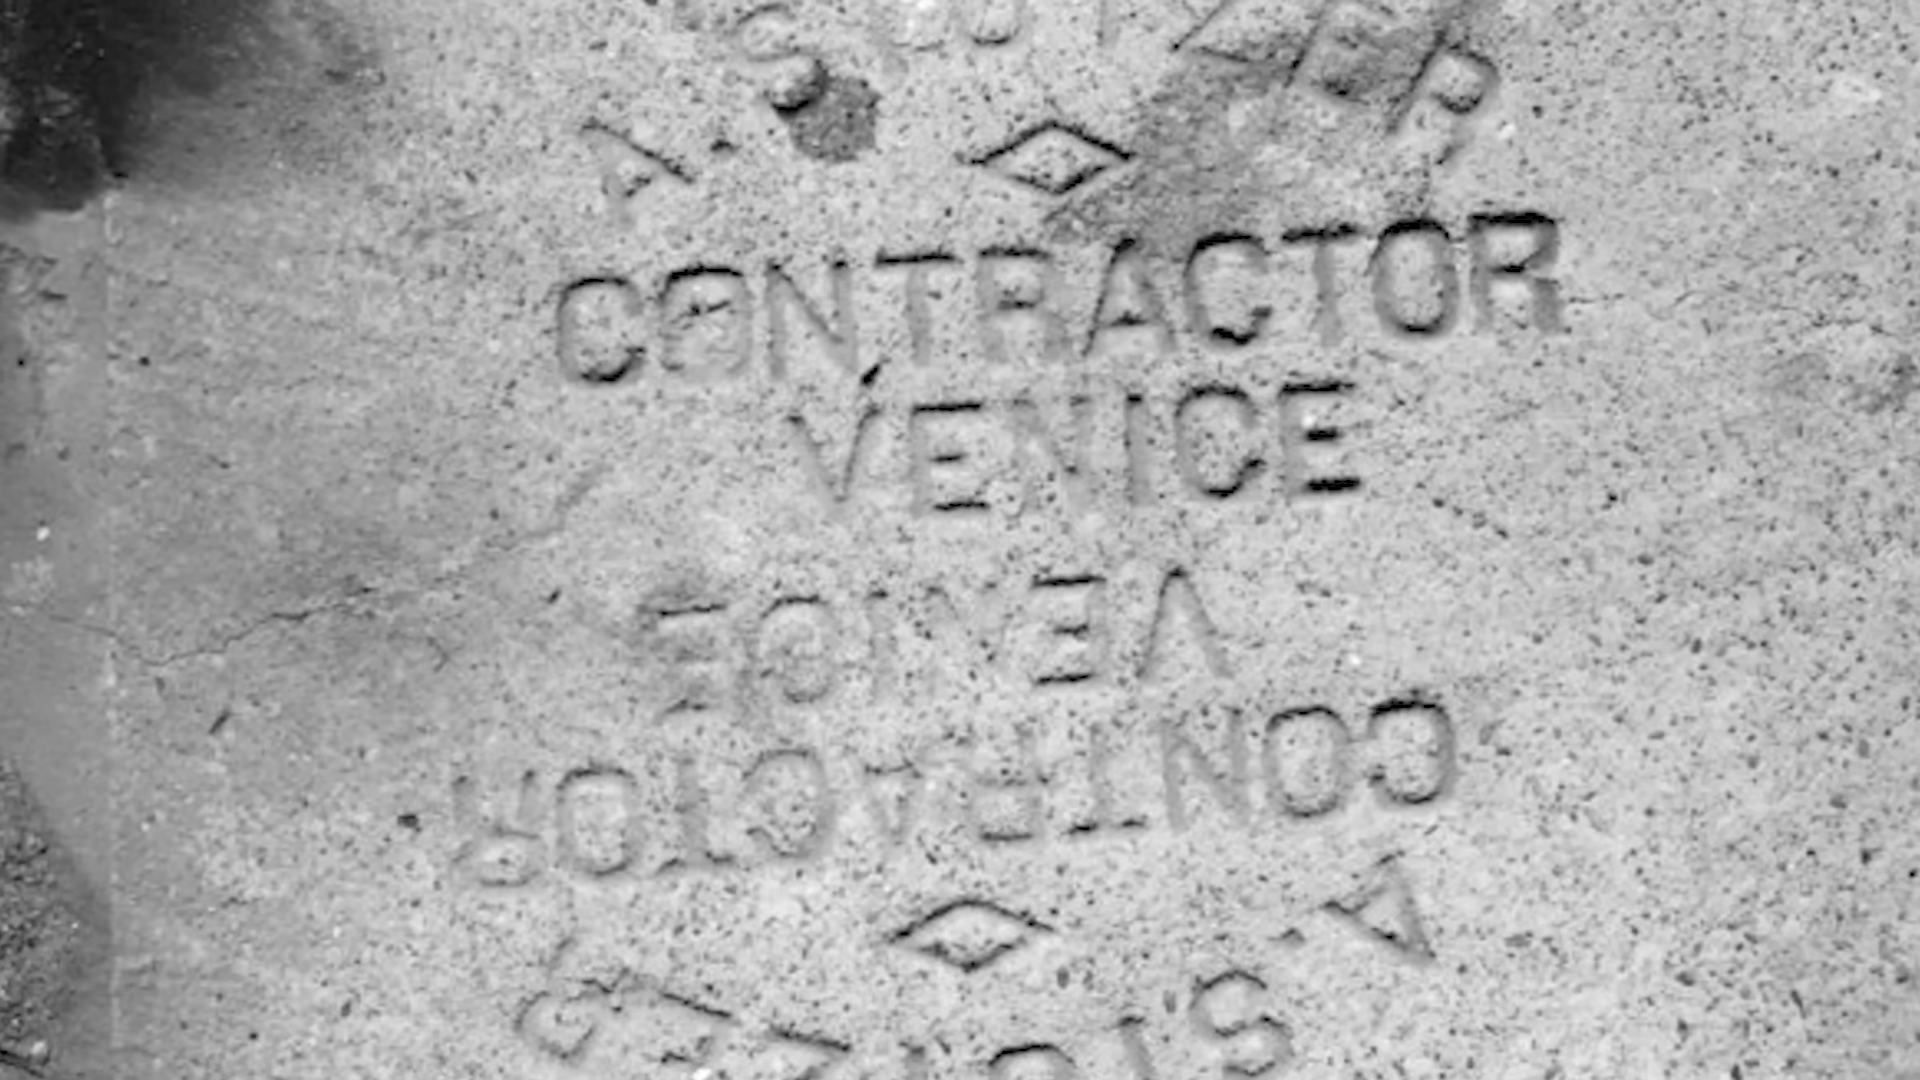 A.
CONTRACTOR
VENICE
VENICE
CONTRACTOR
A.